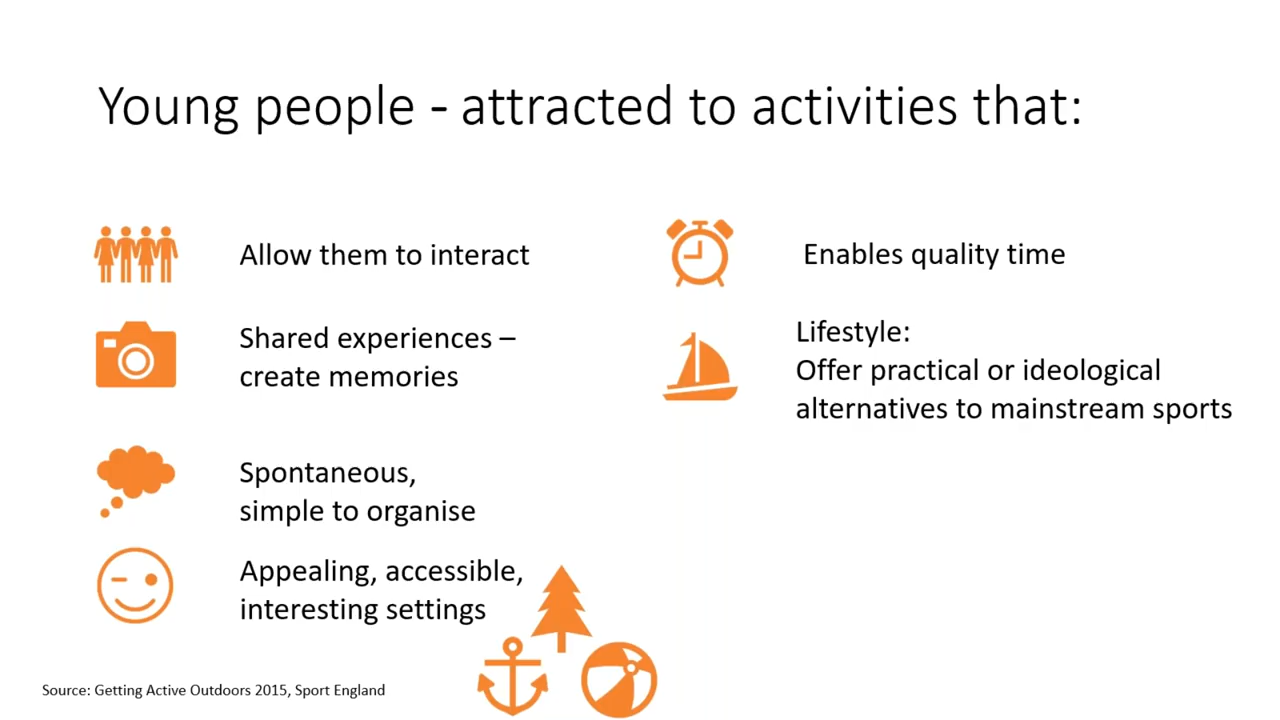 Young people - attracted to activities that:
Allow them to interact
Shared experiences –
create memories
Spontaneous,
simple to organise
Appealing, accessible,
interesting settings
Enables quality time
Lifestyle:
Offer practical or ideological
alternatives to mainstream sports
Source: Getting Active Outdoors 2015, Sport England